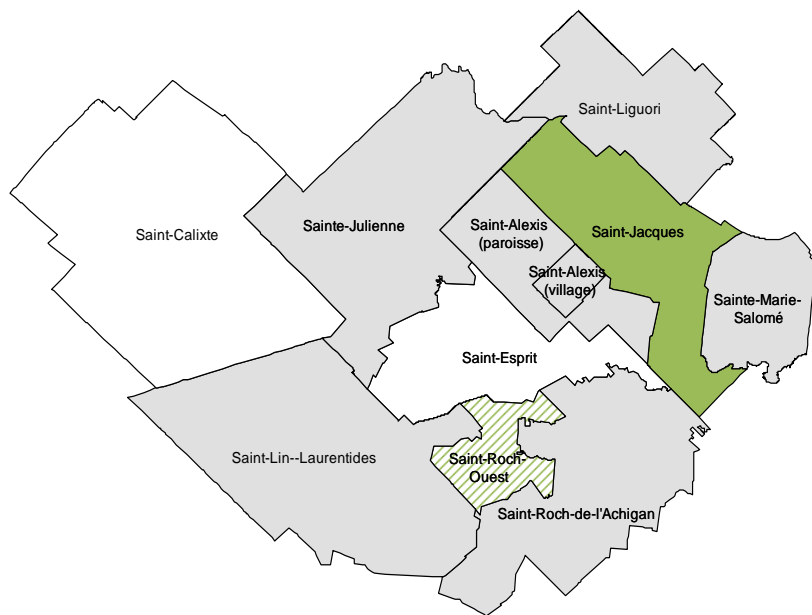 Saint-Liguori
Saint-Calixte
Sainte-Julienne
Saint-Alexis
(paroisse)
Saint-Jacques
Saint-Alexis
(village)
Sainte-Marie-
Salomé
Saint-Esprit
Saint-Lin--Laurentides
Saint-Roch-
Ouest
Saint-Roch-de-l'Achigan